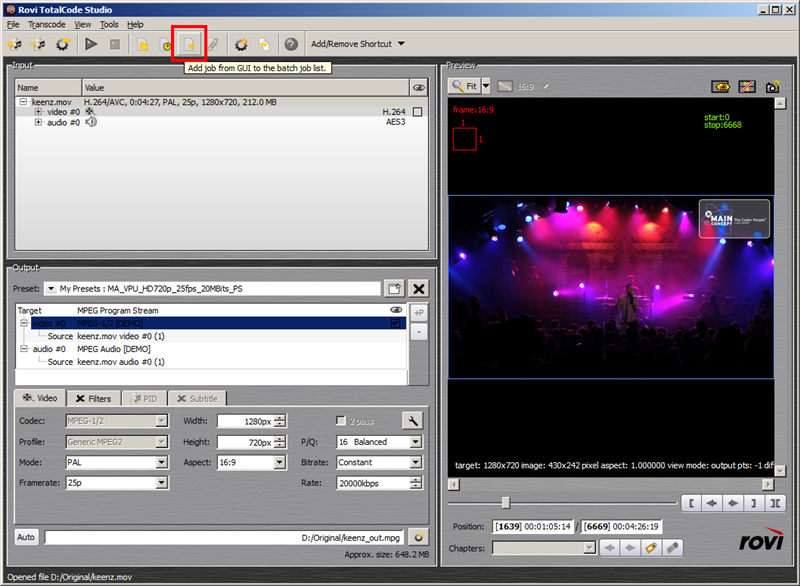 Rovi TotalCode Studio
File Transcode View Tools Help
Add/Remove Shortcut
Add job from GUI to the batch job list.
Input
Name Value
keenz.mov H.264/AVC, 0:04:27, PAL, 25p, 1280x720, 212.0 MB
video #0 H.264
audio #0 AES3
Output
Preset: My Presets : MA_VPU_HD720p_25fps_20MBits_PS
Target MPEG Program Stream
video #0 MPEG-1/2 [DEMO]
Source keenz.mov video #0 (1)
audio #0 MPEG Audio [DEMO]
Source keenz.mov audio #0 (1)
+P
-
Video Filters PID Subtitle
Codec: MPEG-1/2 Width: 1280px 2 pass
Profile: Generic MPEG2 Height: 720px P/Q: 16 Balanced
Mode: PAL Aspect: 16:9 Bitrate: Constant
Framerate: 25p Rate: 20000kbps
Auto D:/Original/keenz_out.mpg
Approx. size: 648.2 MB
Opened file D:/Original/keenz.mov
Preview
Fit 16:9
frame:16:9
1
1
start:0
stop:6668
MAIN CONCEPT The Codec People
target: 1280x720 image: 430x242 pixel aspect: 1.000000 view mode: output pts: -1 dif
Position: [1639] 00:01:05:14 / [6669] 00:04:26:19
Chapters:
rovi